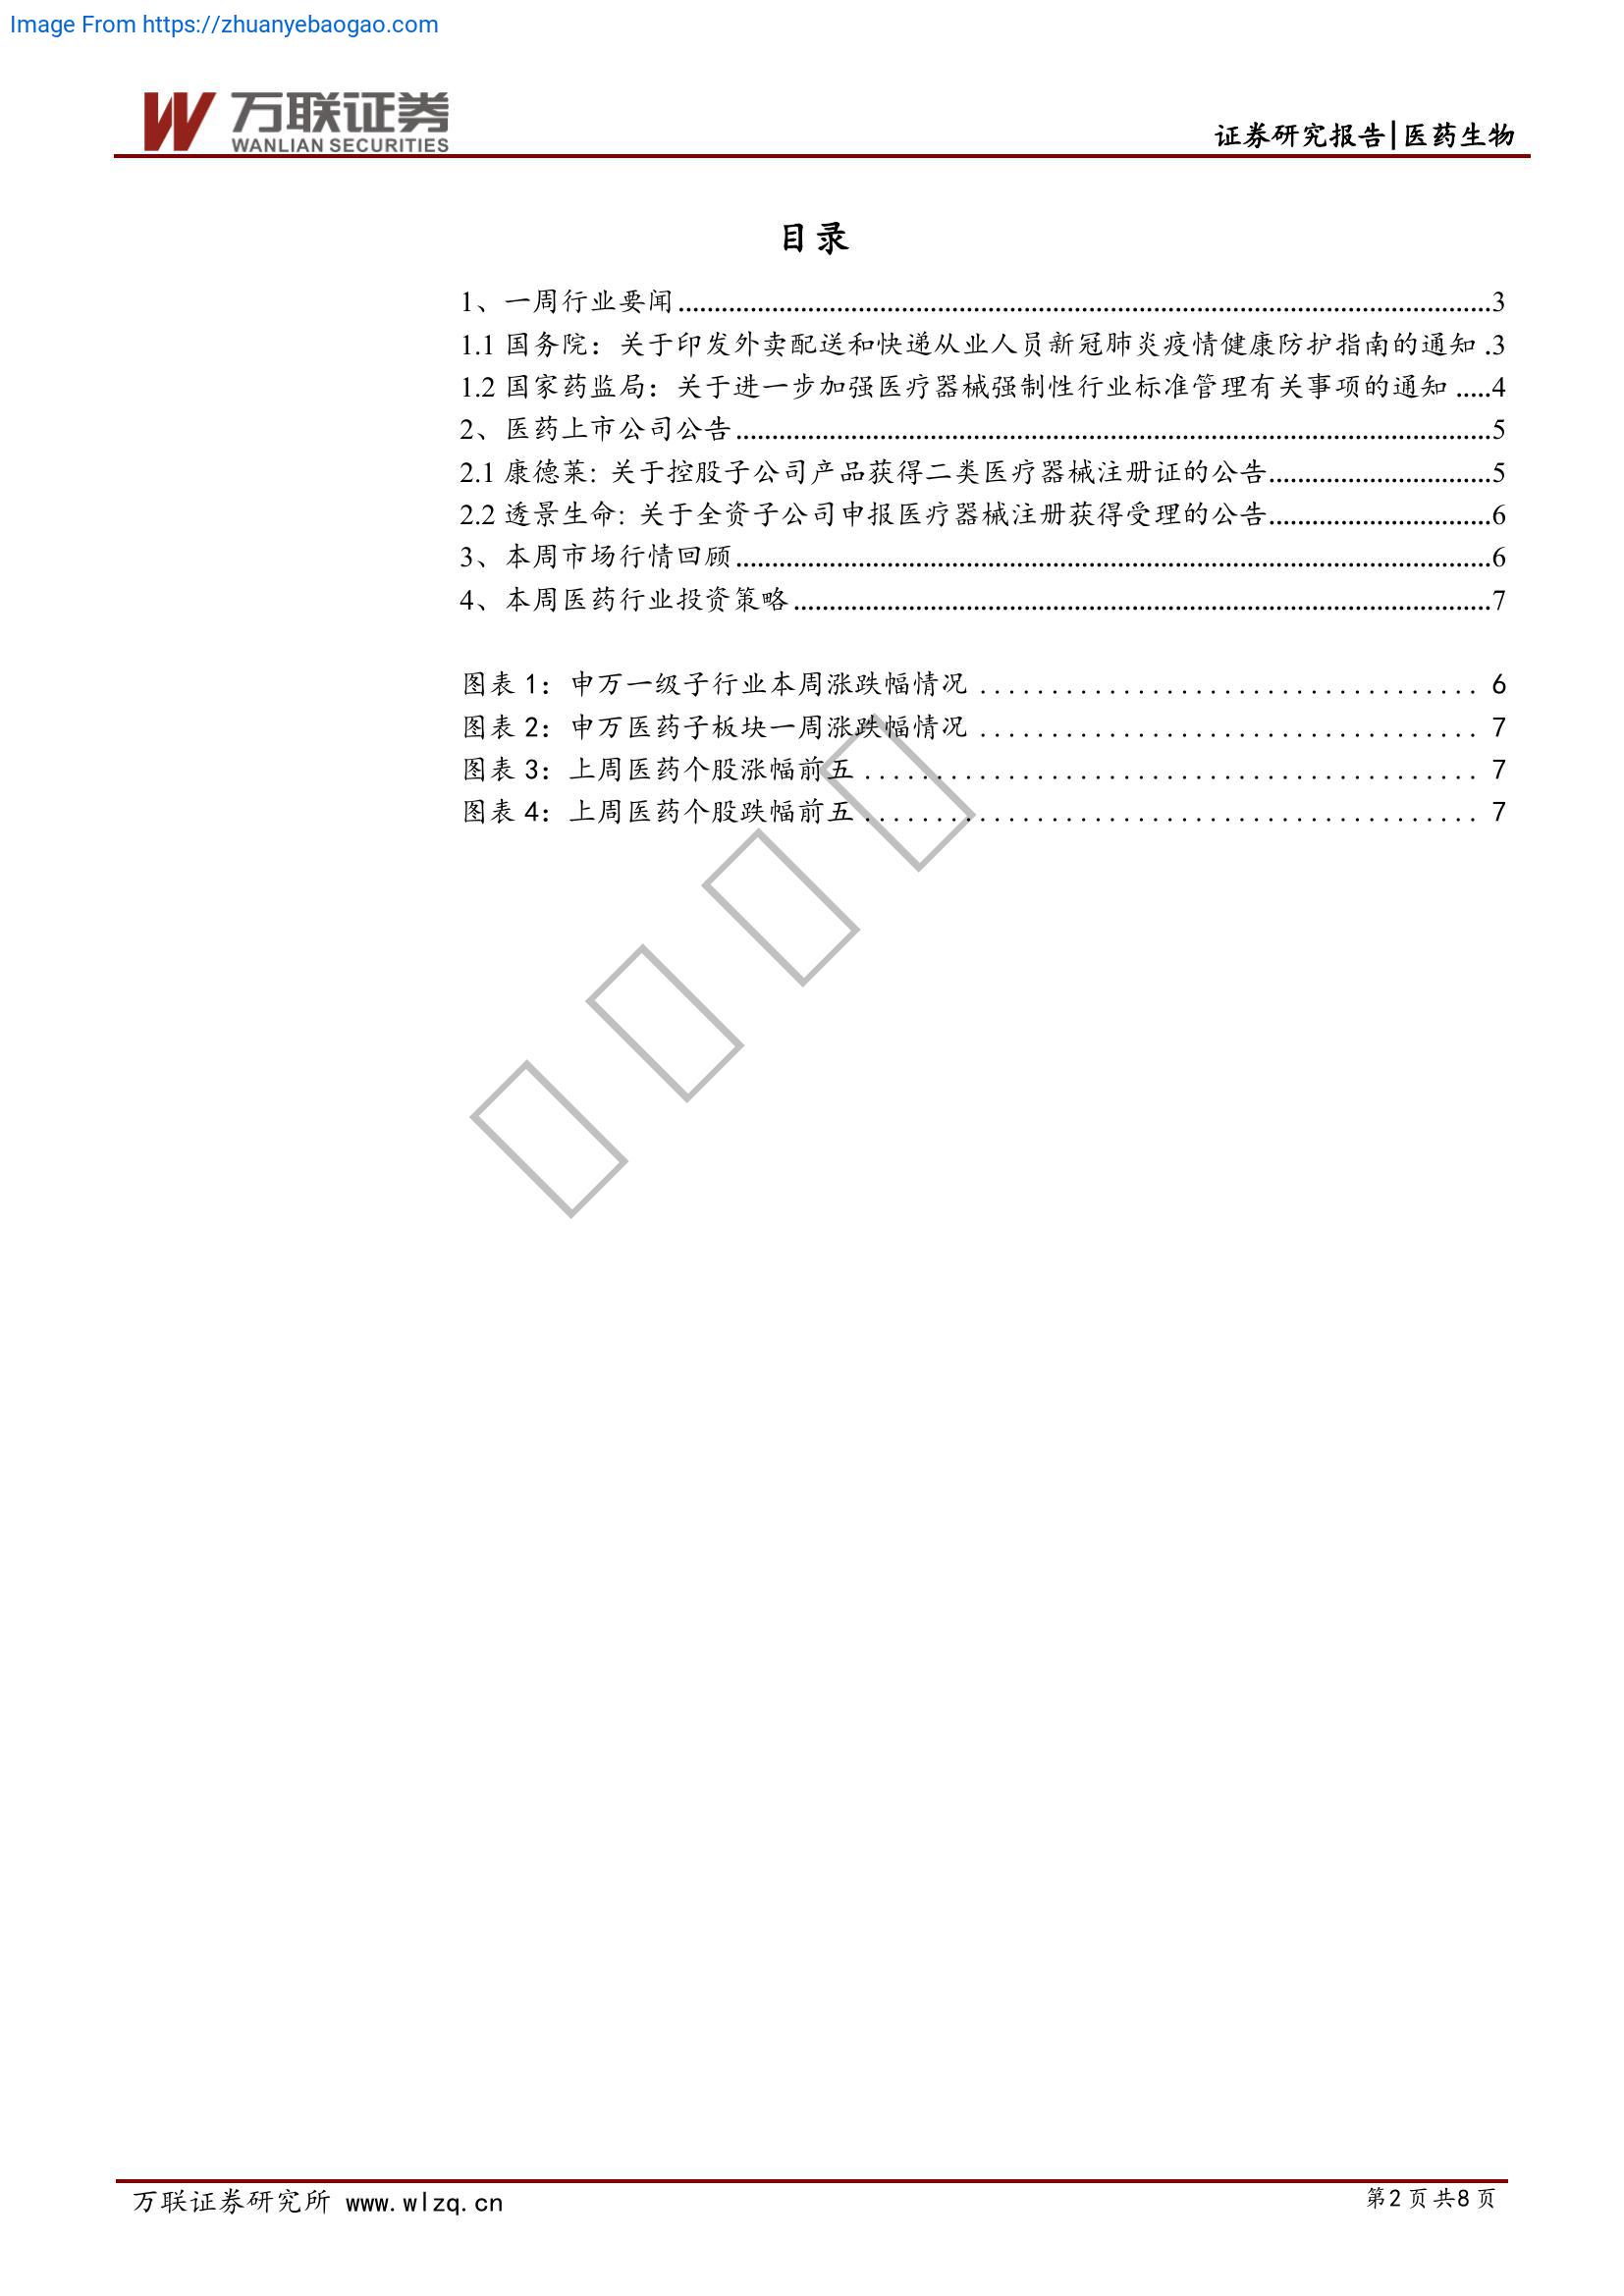 Image From https://zhuanyebaogao.com
万联证券
WANLIAN SECURITIES
证券研究报告|医药生物
目录
1、一周行业要闻................................................................3
1.1 国务院：关于印发外卖配送和快递从业人员新冠肺炎疫情健康防护指南的通知 .3
1.2 国家药监局：关于进一步加强医疗器械强制性行业标准管理有关事项的通知 .....4
2、医药上市公司公告................................................................5
2.1 康德莱: 关于控股子公司产品获得二类医疗器械注册证的公告...............................5
2.2 透景生命: 关于全资子公司申报医疗器械注册获得受理的公告...............................6
3、本周市场行情回顾................................................................6
4、本周医药行业投资策略................................................................7
图表 1: 申万一级子行业本周涨跌幅情况 ................................... 6
图表 2: 申万医药子板块一周涨跌幅情况 ................................... 7
图表 3: 上周医药个股涨幅前五 ........................................... 7
图表 4: 上周医药个股跌幅前五 ........................................... 7
万联证券研究所 www.wlzq.cn
第2页共8页